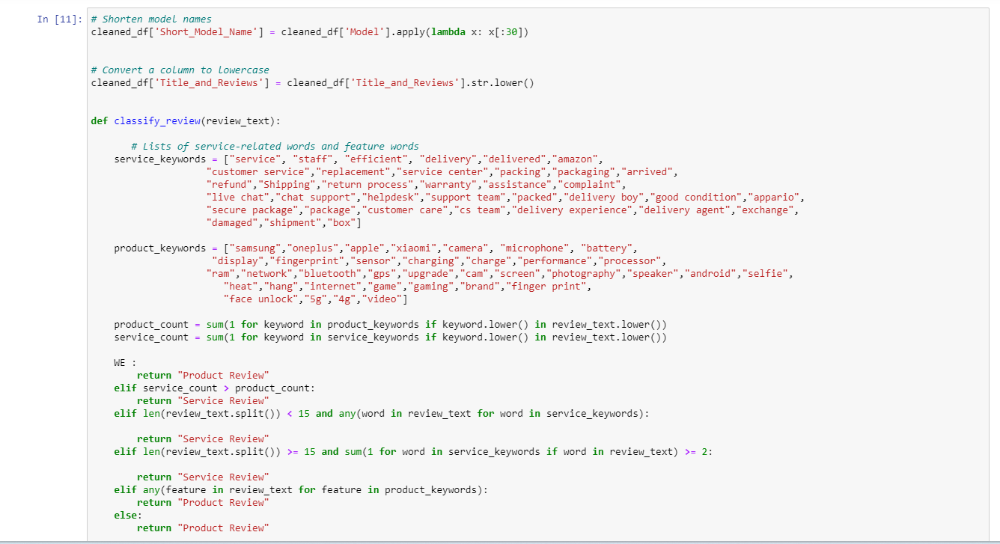 In [11]: # Shorten model names
cleaned_df['Short_Model_Name'] = cleaned_df['Model'].apply(lambda x: x[:30])
# Convert a column to lowercase
cleaned_df['Title_and_Reviews'] = cleaned_df['Title_and_Reviews'].str.lower()
def classify_review(review_text):
# Lists of service-related words and feature words
service_keywords = ["service", "staff", "efficient", "delivery","delivered","amazon",
"customer service","replacement","service center","packing","packaging","arrived",
"refund","Shipping","return process","warranty","assistance","complaint",
"live chat","chat support","helpdesk","support team","packed","delivery boy","good condition","appario",
"secure package","package","customer care","cs team","delivery experience","delivery agent","exchange",
"damaged","shipment","box"]
product_keywords = ["samsung","oneplus","apple","xiaomi","camera", "microphone", "battery",
"display","fingerprint","sensor","charging","charge","performance","processor",
"ram","network","bluetooth","gps","upgrade","cam","screen","photography","speaker","android","selfie",
"heat","hang","internet","game","gaming","brand","finger print",
"face unlock","5g","4g","video"]
product_count = sum(1 for keyword in product_keywords if keyword.lower() in review_text.lower())
service_count = sum(1 for keyword in service_keywords if keyword.lower() in review_text.lower())
WE :
return "Product Review"
elif service_count > product_count:
return "Service Review"
elif len(review_text.split()) < 15 and any(word in review_text for word in service_keywords):
return "Service Review"
elif len(review_text.split()) >= 15 and sum(1 for word in service_keywords if word in review_text) >= 2:
return "Service Review"
elif any(feature in review_text for feature in product_keywords):
return "Product Review"
else:
return "Product Review"